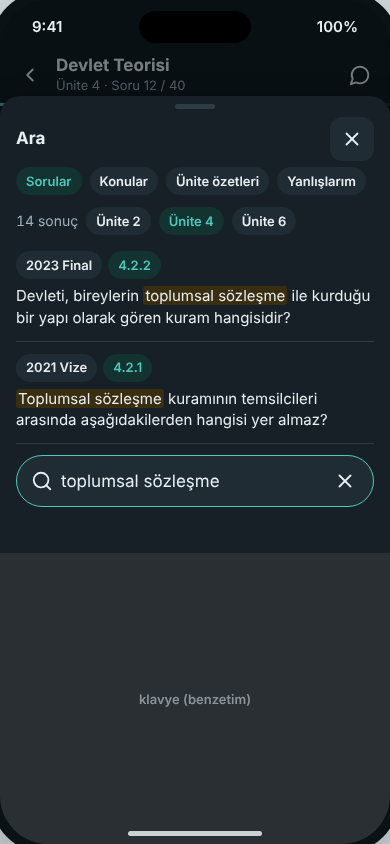 9:41
100%
Devlet Teorisi
Ünite 4 · Soru 12 / 40
Ara
Sorular
Konular
Ünite özetleri
Yanlışlarım
14 sonuç
Ünite 2
Ünite 4
Ünite 6
2023 Final
4.2.2
Devleti, bireylerin toplumsal sözleşme ile kurduğu
bir yapı olarak gören kuram hangisidir?
2021 Vize
4.2.1
Toplumsal sözleşme kuramının temsilcileri
arasında aşağıdakilerden hangisi yer almaz?
toplumsal sözleşme
klavye (benzetim)